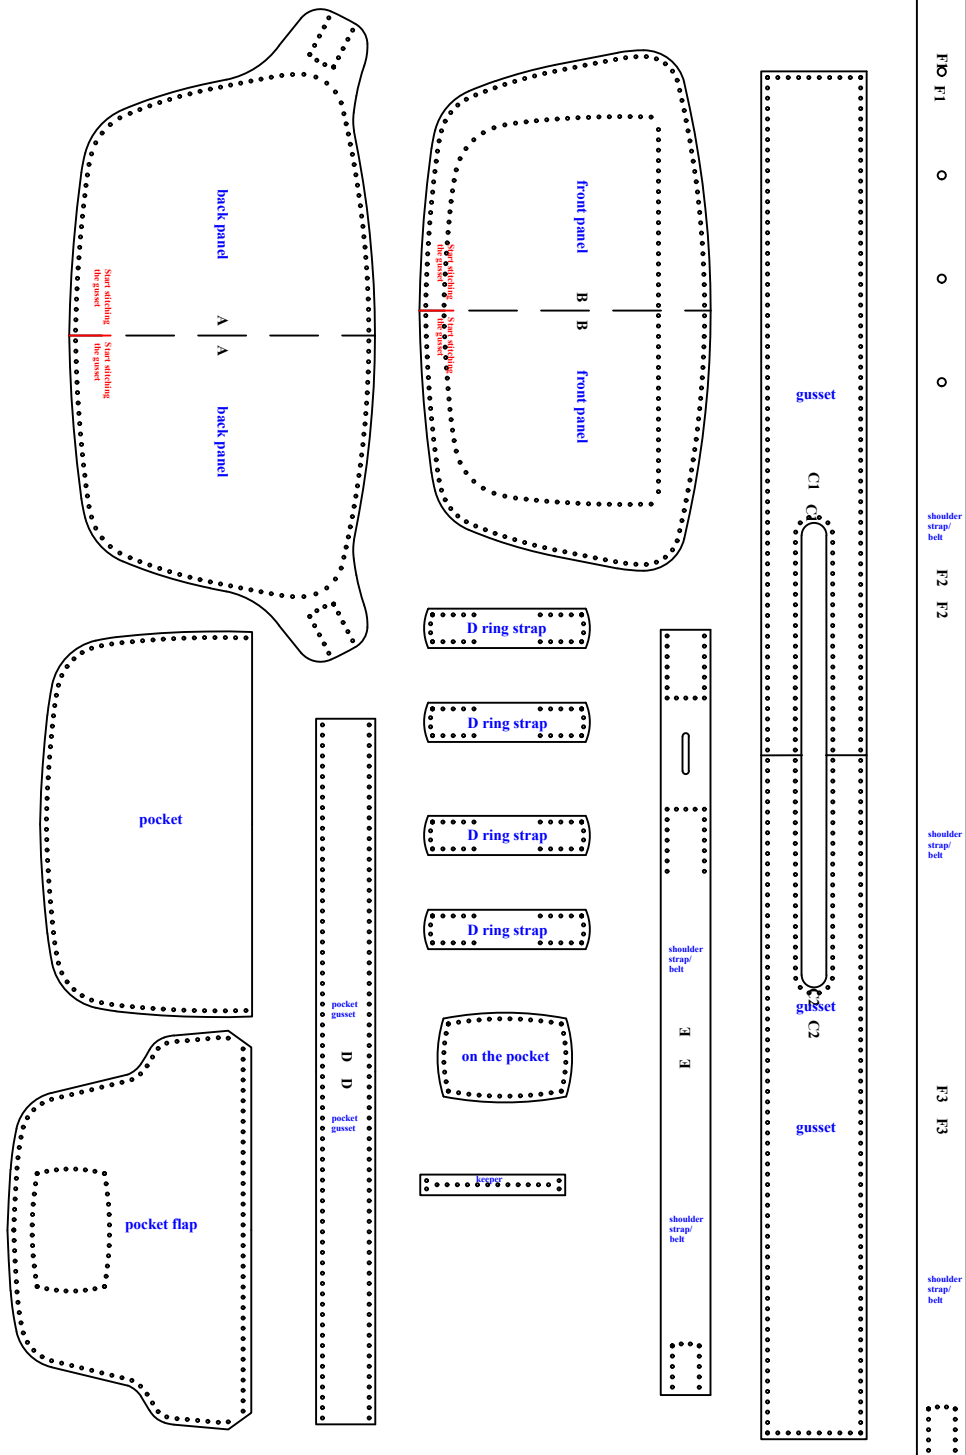 back panel
Start stitching
the gusset
A
A
Start stitching
the gusset
back panel
front panel
Start stitching
the gusset
B
B
Start stitching
the gusset
front panel
gusset
C1
C1
gusset
C2
C2
gusset
F1
F1
shoulder
strap/
belt
F2
F2
shoulder
strap/
belt
F3
F3
shoulder
strap/
belt
D ring strap
D ring strap
D ring strap
D ring strap
on the pocket
keeper
shoulder
strap/
belt
E
E
shoulder
strap/
belt
pocket
pocket
gusset
D
D
pocket
gusset
pocket flap